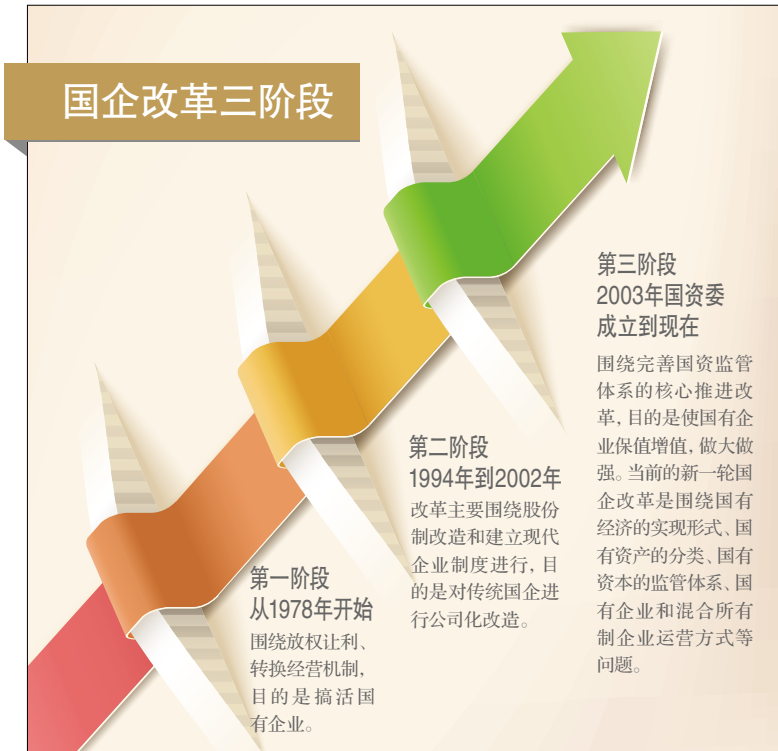 国企改革三阶段
第一阶段
从1978年开始
围绕放权让利、
转换经营机制,
目的是搞活国
有企业。
第二阶段
1994年到2002年
改革主要围绕股份
制改造和建立现代
企业制度进行, 目
的是对传统国企进
行公司化改造。
第三阶段
2003年国资委
成立到现在
围绕完善国资监管
体系的核心推进改
革, 目的是使国有企
业保值增值, 做大做
强。当前的新一轮国
企改革是围绕国有
经济的实现形式、国
有资产的分类、国有
资本的监管体系、国
有企业和混合所有
制企业运营方式等
问题。